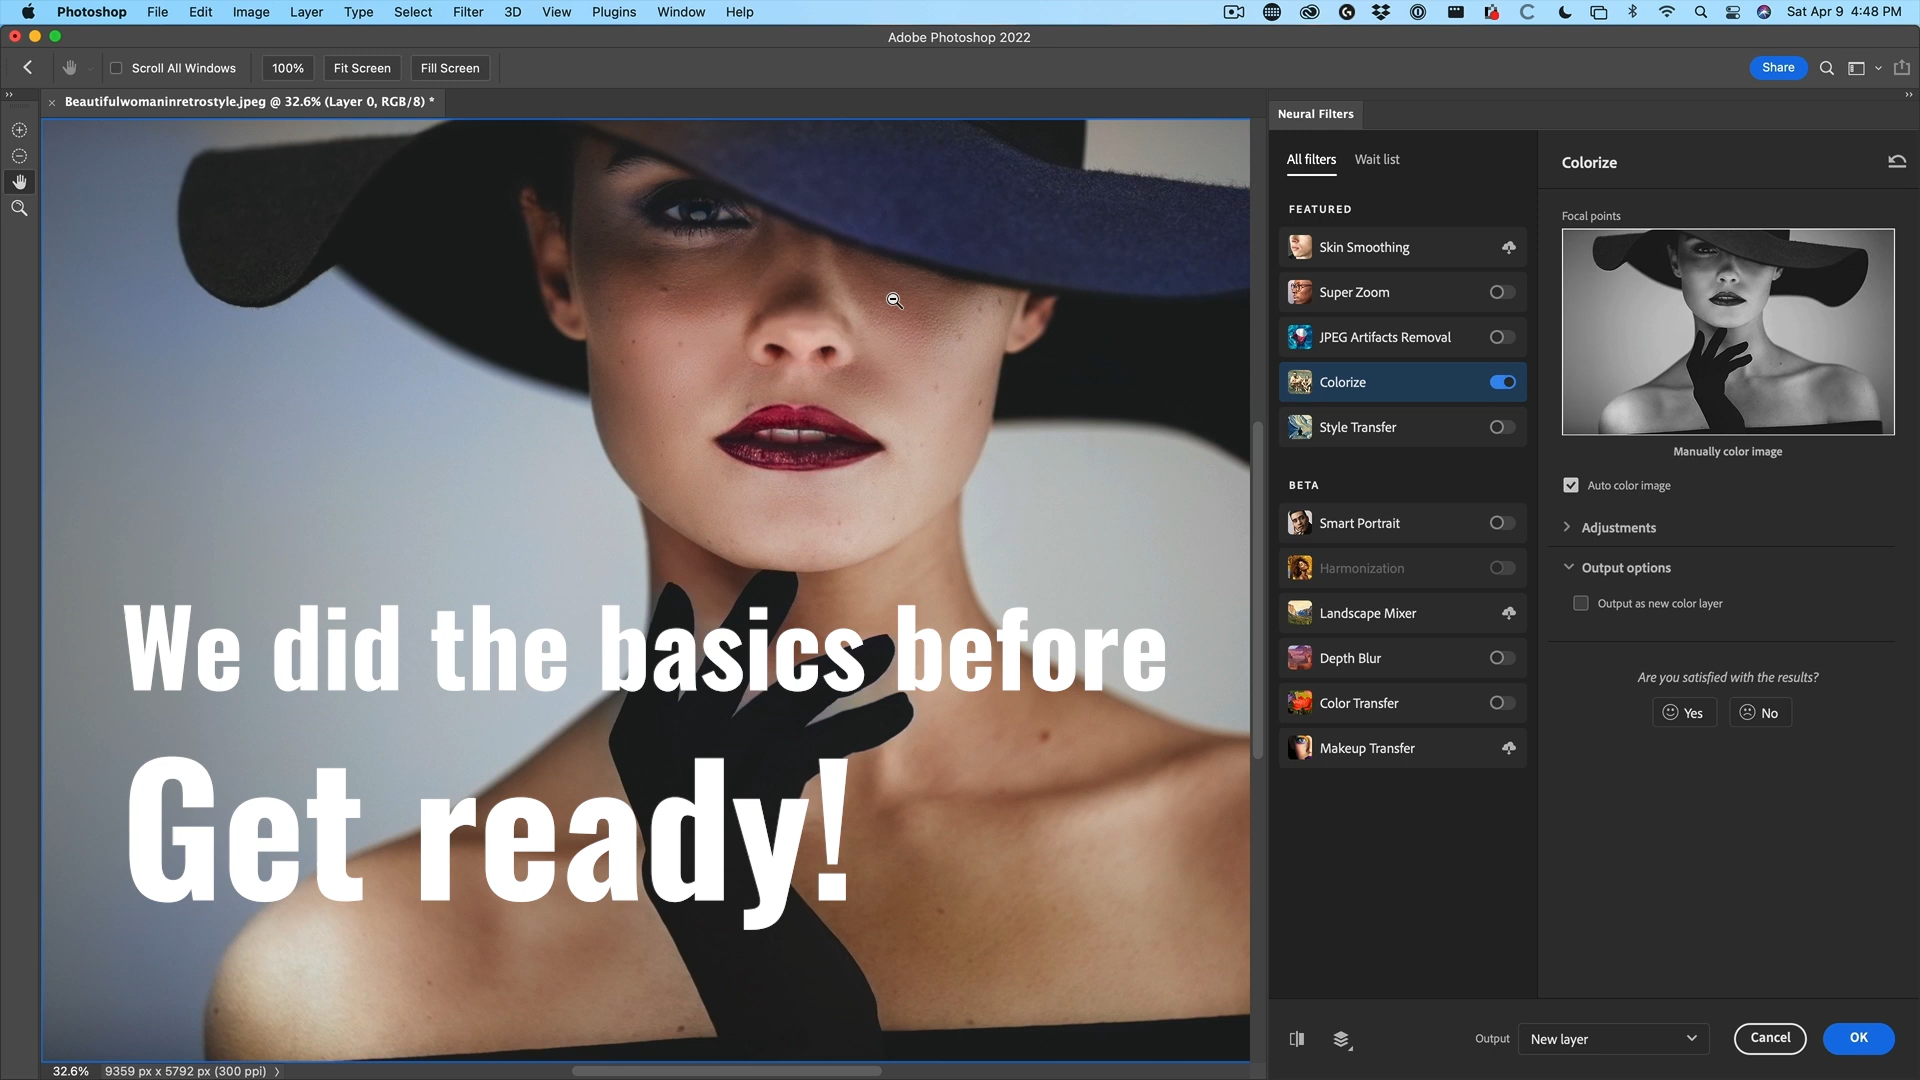 Photoshop File Edit Image Layer Type Select Filter 3D View Plugins Window Help Sat Apr 9 4:48 PM
Adobe Photoshop 2022
Scroll All Windows 100% Fit Screen Fill Screen Share
Beautifulwomaninretrostyle.jpeg @ 32.6% (Layer 0, RGB/8) *
Neural Filters
All filters Wait list
Colorize
FEATURED
Focal points
Skin Smoothing
Super Zoom
JPEG Artifacts Removal
Colorize
Style Transfer
Manually color image
BETA
Auto color image
Smart Portrait
Adjustments
Harmonization
Output options
Landscape Mixer
Output as new color layer
Depth Blur
Are you satisfied with the results?
Color Transfer
Yes No
Makeup Transfer
We did the basics before
Get ready!
Output New layer Cancel OK
32.6% 9359 px x 5792 px (300 ppi)